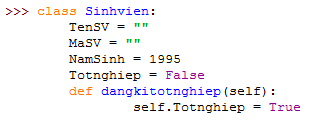 >>> class Sinhvien:
TenSV = ""
MaSV = ""
NamSinh = 1995
Totnghiep = False
def dangkitotnghiep(self):
self.Totnghiep = True